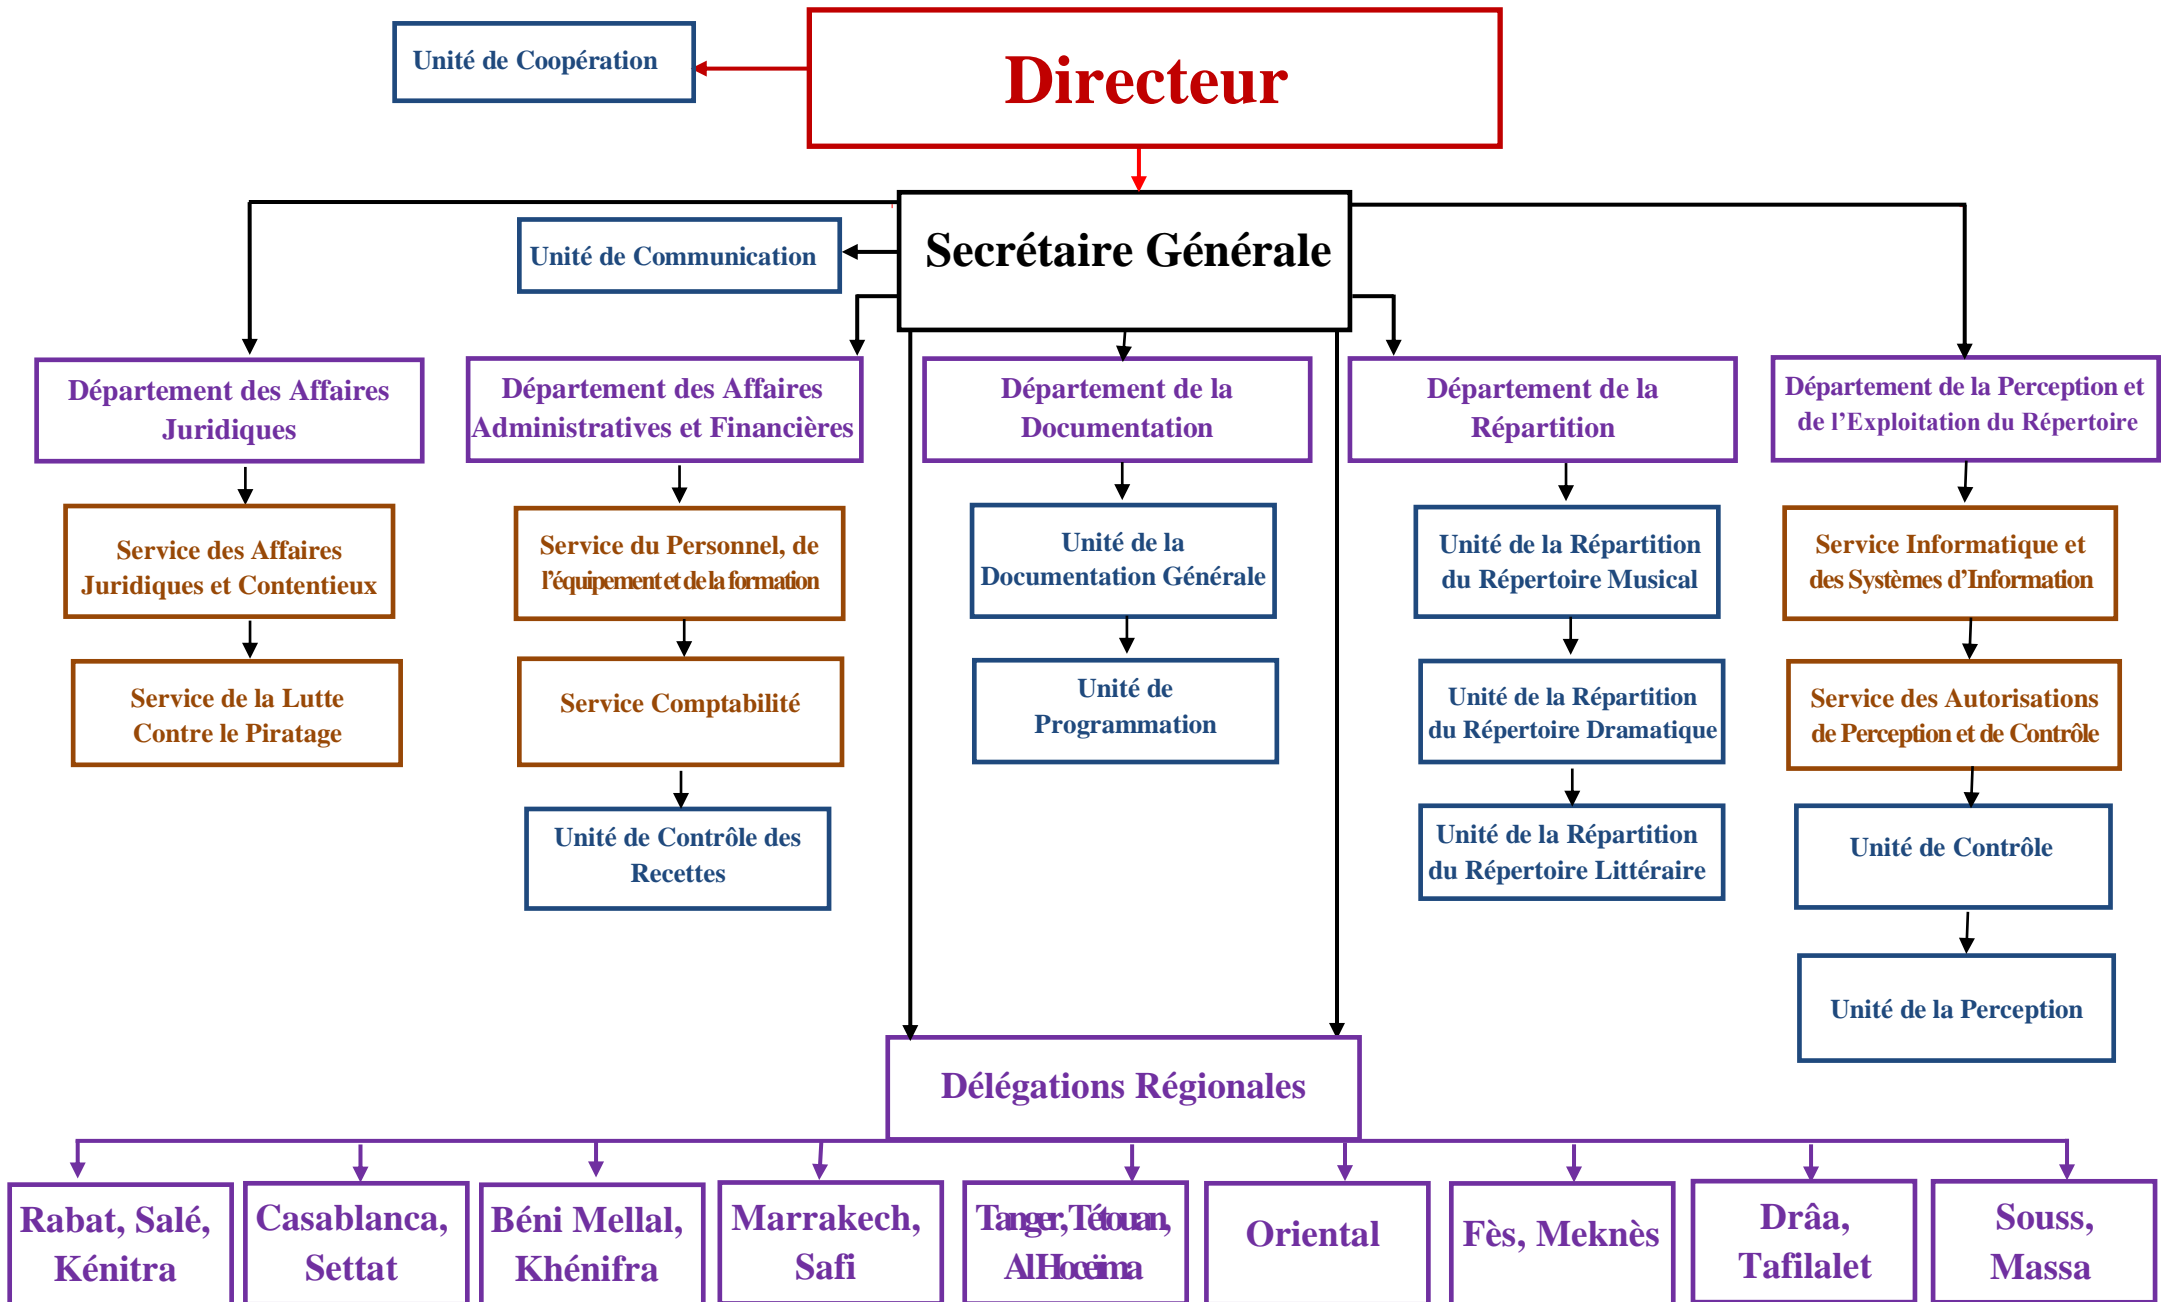 Unité de Coopération
Directeur
Unité de Communication
Secrétaire Générale
Département des Affaires
Juridiques
Département des Affaires
Administratives et Financières
Département de la
Documentation
Département de la
Répartition
Département de la Perception et
de l’Exploitation du Répertoire
Service des Affaires
Juridiques et Contentieux
Service du Personnel, de
l’équipement et de la formation
Unité de la
Documentation Générale
Unité de la Répartition
du Répertoire Musical
Service Informatique et
des Systèmes d’Information
Service de la Lutte
Contre le Piratage
Service Comptabilité
Unité de
Programmation
Unité de la Répartition
du Répertoire Dramatique
Service des Autorisations
de Perception et de Contrôle
Unité de Contrôle des
Recettes
Unité de la Répartition
du Répertoire Littéraire
Unité de Contrôle
Unité de la Perception
Délégations Régionales
Rabat, Salé,
Kénitra
Casablanca,
Settat
Béni Mellal,
Khénifra
Marrakech,
Safi
Tanger, Tétouan,
Al Hoceïma
Oriental
Fès, Meknès
Drâa,
Tafilalet
Souss,
Massa